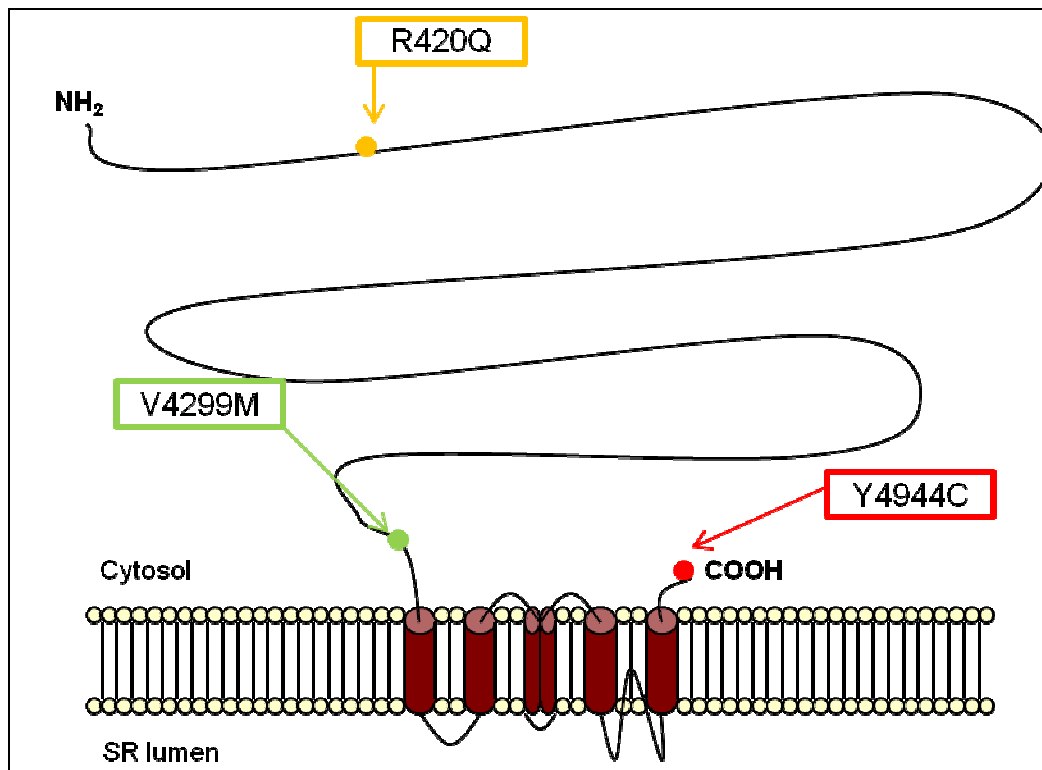 R420Q
NH₂
V4299M
Y4944C
Cytosol
COOH
SR lumen